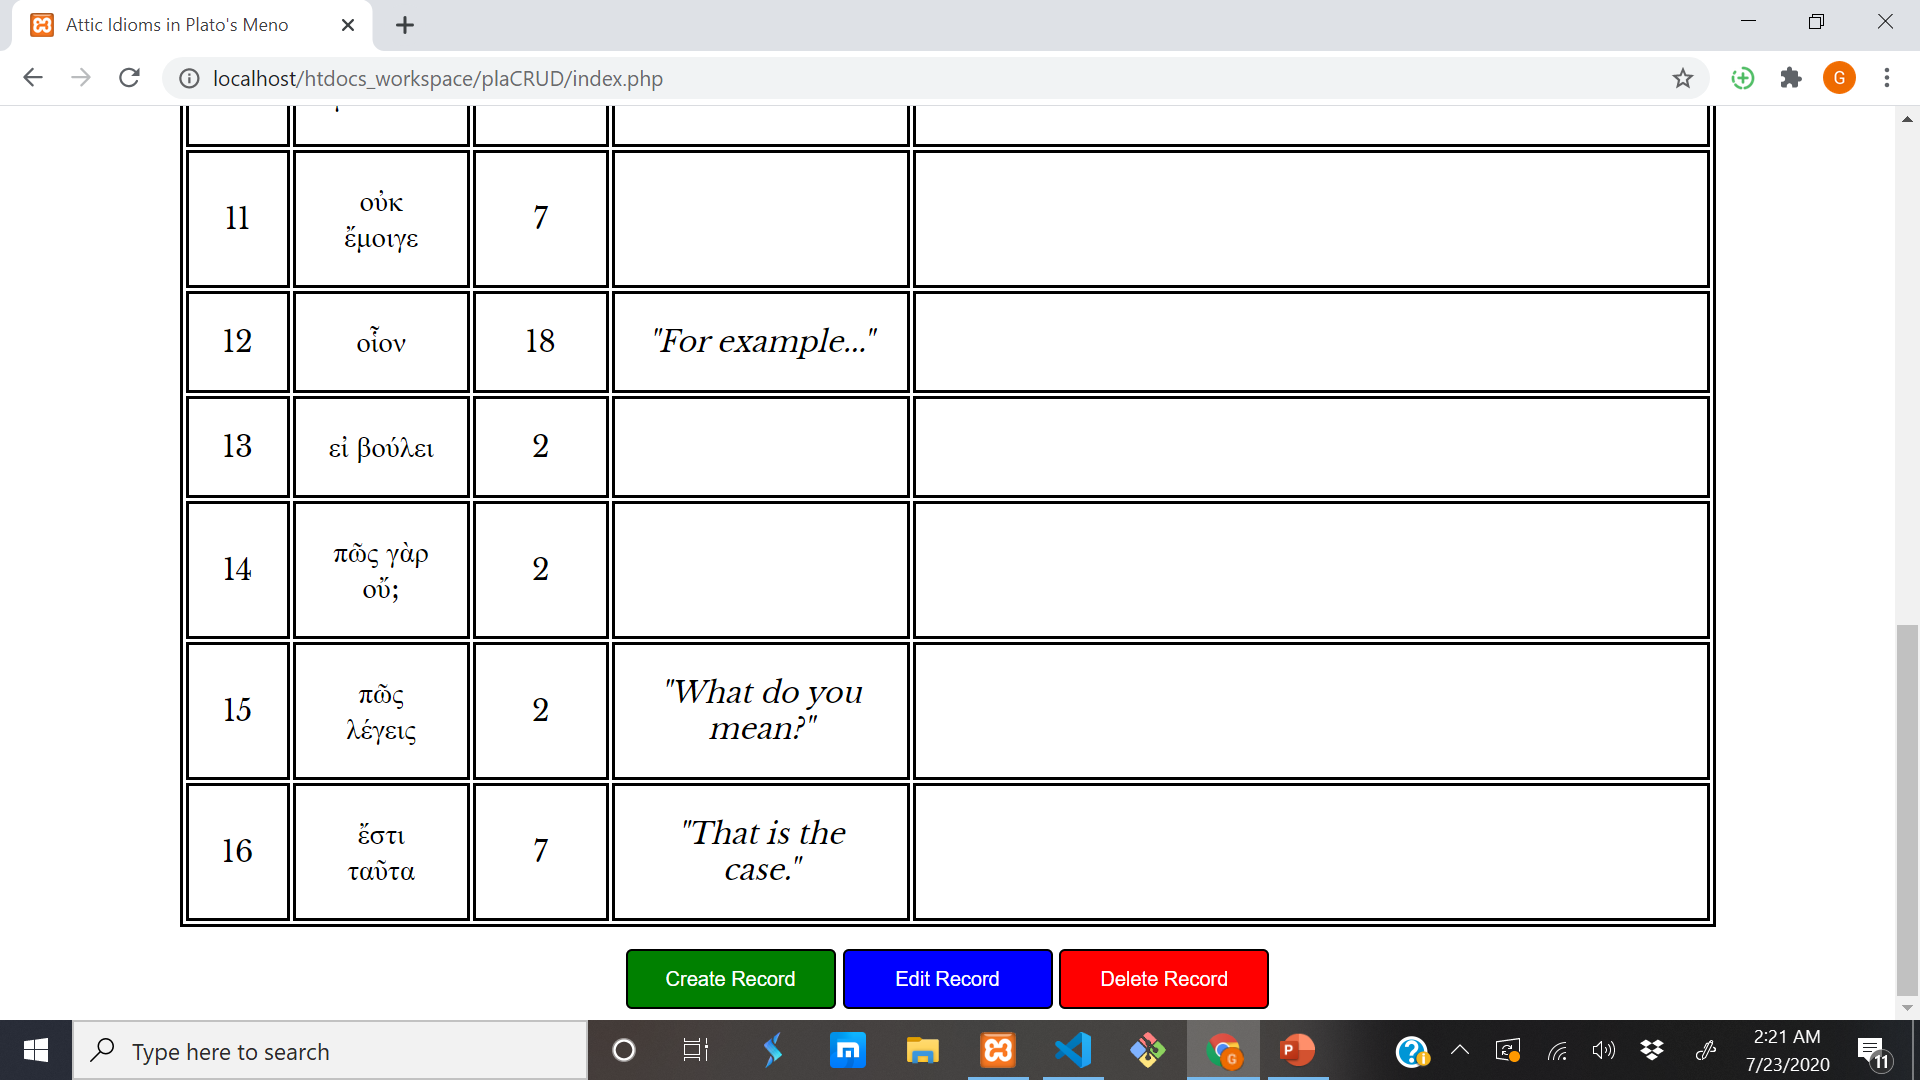 Attic Idioms in Plato's Meno
localhost/htdocs_workspace/plaCRUD/index.php
G
11
οὐκ
ἔμοιγε
7
12
οἷον
18
"For example..."
13
εἰ βούλει
2
14
πῶς γὰρ
οὔ;
2
15
πῶς
λέγεις
2
"What do you
mean?"
16
ἔστι
ταῦτα
7
"That is the
case."
Create Record
Edit Record
Delete Record
Type here to search
2:21 AM
7/23/2020
11